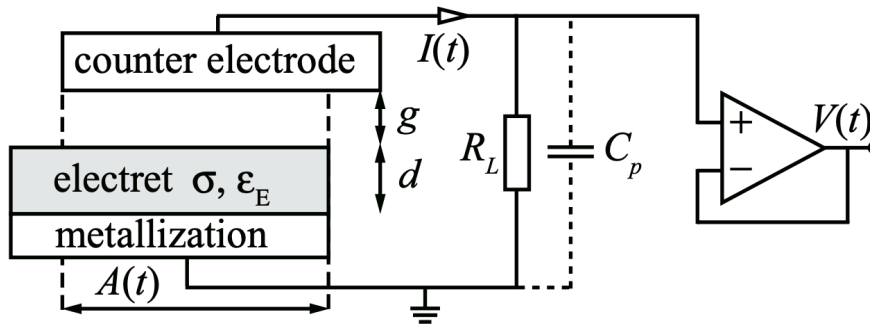 counter electrode
I(t)
g
d
R_L
C_p
+
−
V(t)
electret σ, ε_E
metallization
A(t)